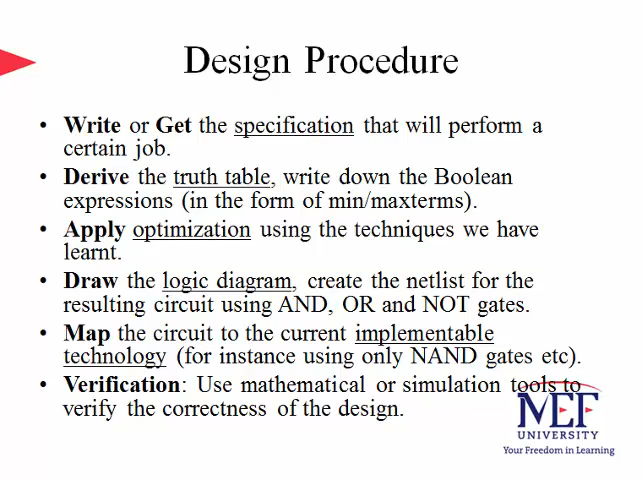 Design Procedure
• Write or Get the specification that will perform a
certain job.
• Derive the truth table, write down the Boolean
expressions (in the form of min/maxterms).
• Apply optimization using the techniques we have
learnt.
• Draw the logic diagram, create the netlist for the
resulting circuit using AND, OR and NOT gates.
• Map the circuit to the current implementable
technology (for instance using only NAND gates etc).
• Verification: Use mathematical or simulation tools to
verify the correctness of the design.
MEF
UNIVERSITY
Your Freedom in Learning